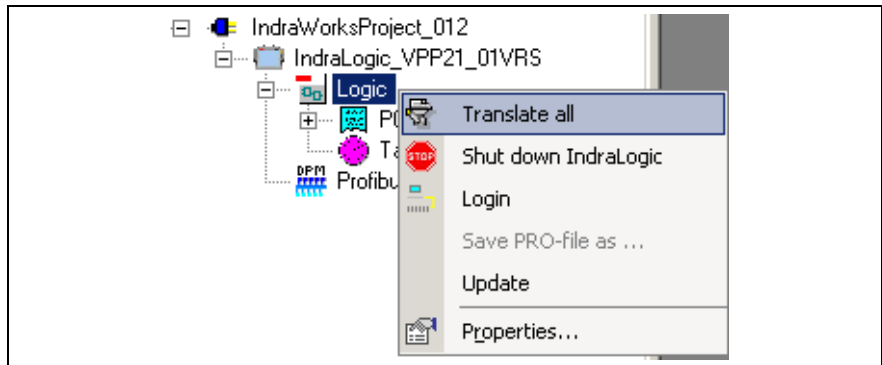 IndraWorksProject_012
IndraLogic_VPP21_01VRS
Logic
Translate all
STOP
Shut down IndraLogic
Login
Save PRO-file as ...
Update
Properties...
DPM